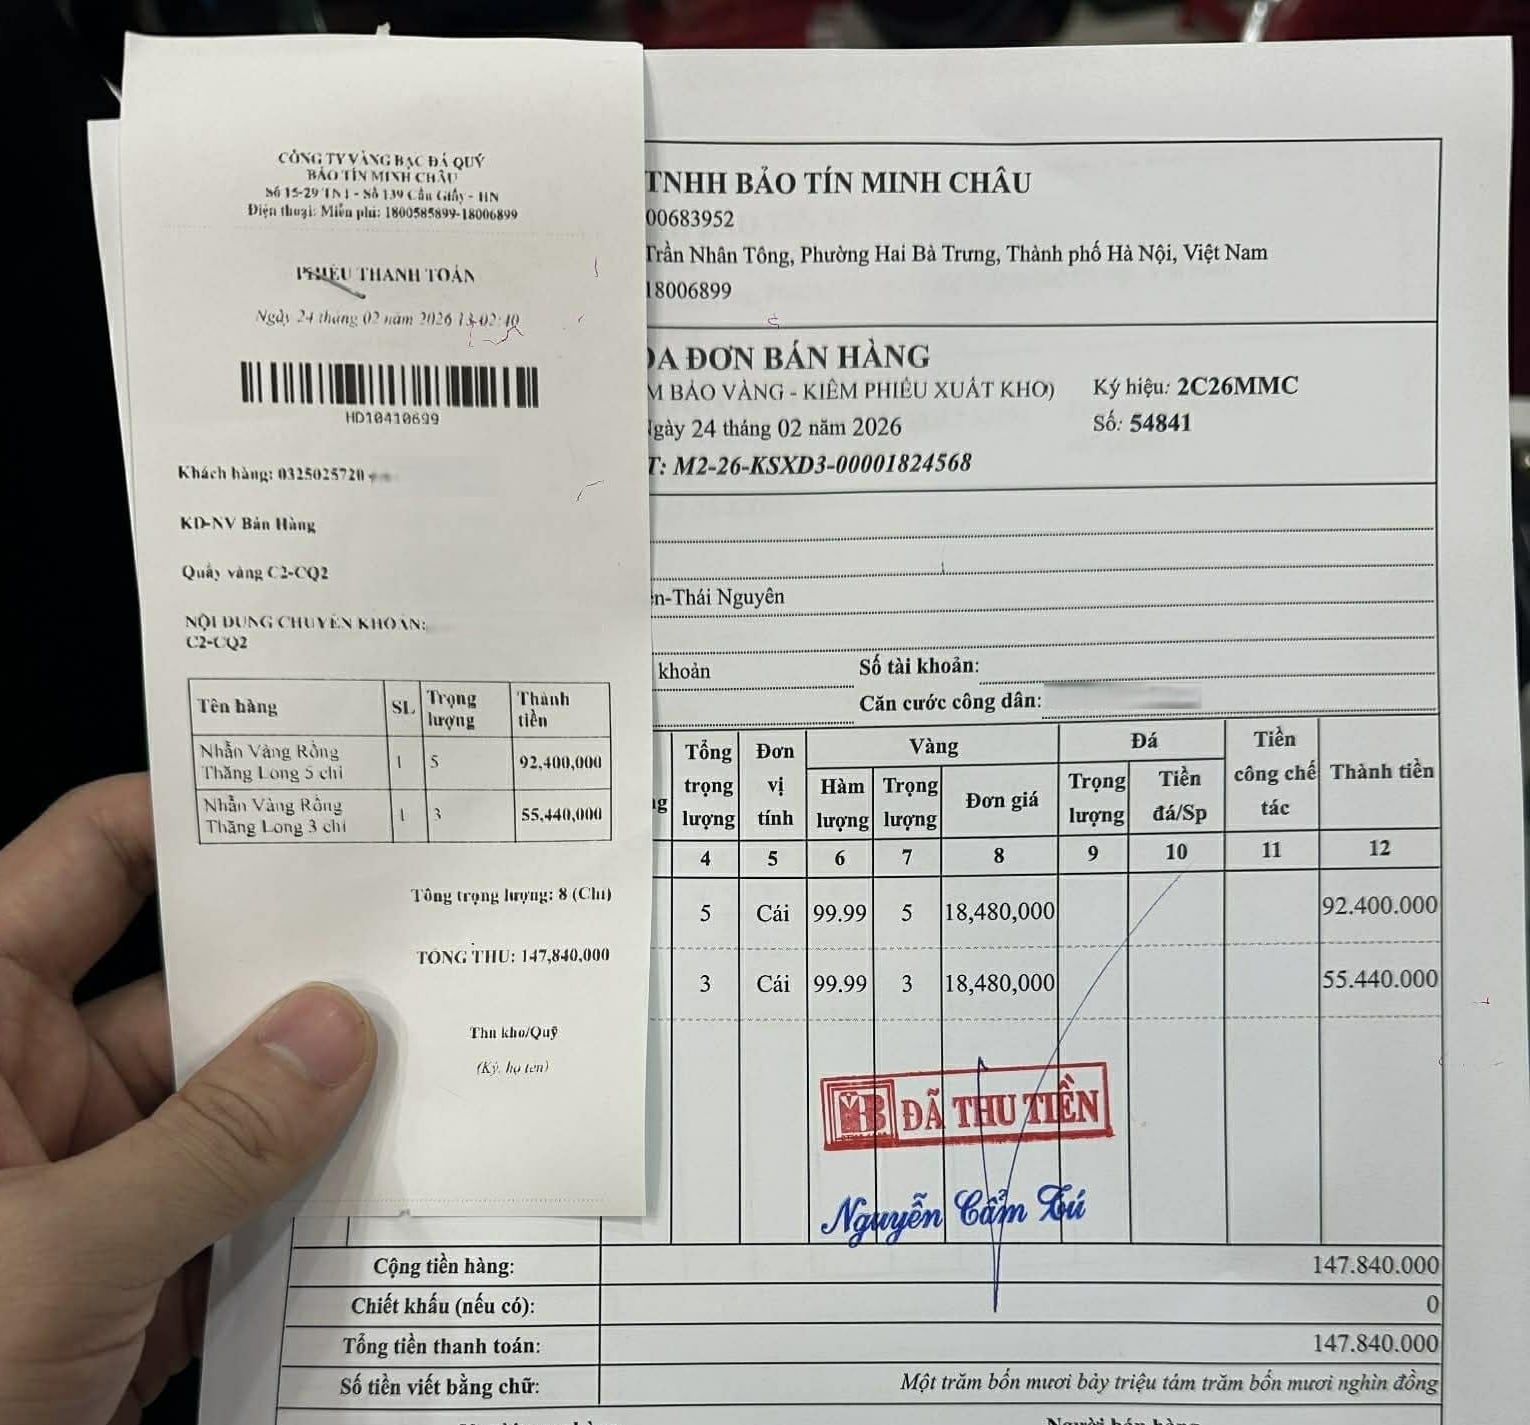 CÔNG TY VÀNG BẠC ĐÁ QUÝ
BẢO TÍN MINH CHÂU
Số 15-29 TNT - Số 139 Cầu Giấy - HN
Điện thoại: Miễn phí: 1800585899-18006899
PHIẾU THANH TOÁN
Ngày 24 tháng 02 năm 2026 13:02:40
HD10410699
Khách hàng: 0325025720
KD-NV Bán Hàng
Quầy vàng C2-CQ2
NỘI DUNG CHUYỂN KHOẢN:
C2-CQ2
Tên hàng SL Trọng lượng Thành tiền
Nhẫn Vàng Rồng Thăng Long 5 chỉ 1 5 92,400,000
Nhẫn Vàng Rồng Thăng Long 3 chỉ 1 3 55,440,000
Tổng trọng lượng: 8 (Chỉ)
TỔNG THU: 147,840,000
Thủ kho/Quỹ
(Ký, họ tên)
TNHH BẢO TÍN MINH CHÂU
00683952
Trần Nhân Tông, Phường Hai Bà Trưng, Thành phố Hà Nội, Việt Nam
18006899
ÓA ĐƠN BÁN HÀNG
M BẢO VÀNG - KIÊM PHIẾU XUẤT KHO)
Ký hiệu: 2C26MMC
gày 24 tháng 02 năm 2026
Số: 54841
T: M2-26-KSXD3-00001824568
ên-Thái Nguyên
khoản Số tài khoản:
Căn cước công dân:
ng Tổng trọng lượng Đơn vị tính Vàng Đá Tiền công chế tác Thành tiền
Hàm lượng Trọng lượng Đơn giá Trọng lượng Tiền đá/Sp
4 5 6 7 8 9 10 11 12
5 Cái 99.99 5 18,480,000 92.400.000
3 Cái 99.99 3 18,480,000 55.440.000
ĐÃ THU TIỀN
Nguyễn Cẩm Tú
Cộng tiền hàng: 147.840.000
Chiết khấu (nếu có): 0
Tổng tiền thanh toán: 147.840.000
Số tiền viết bằng chữ: Một trăm bốn mươi bảy triệu tám trăm bốn mươi nghìn đồng
Người bán hàng